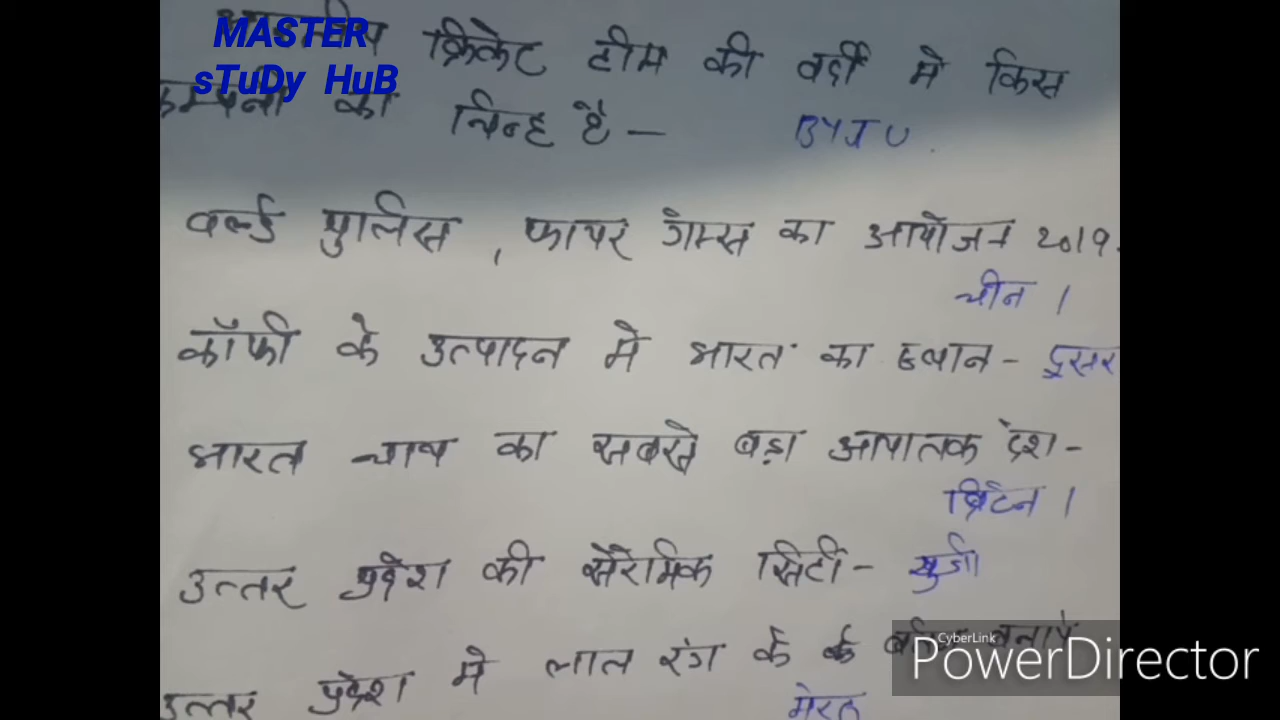 MASTER
sTuDy HuB
क्रिकेट टीम की वर्दी मे किस
चिन्ह है – BYJU.
वर्ल्ड पुलिस, फायर गेम्स का आयोजन 2019.
चीन ।
कॉफी के उत्पादन मे भारत का स्थान – दूसर
भारत चाय का सबसे बड़ा आयातक देश –
ब्रिटेन ।
उत्तर प्रदेश की सेरेमिक सिटी – खुर्जा
उत्तर प्रदेश मे लाल रंग के के
मेरठ
CyberLink
PowerDirector